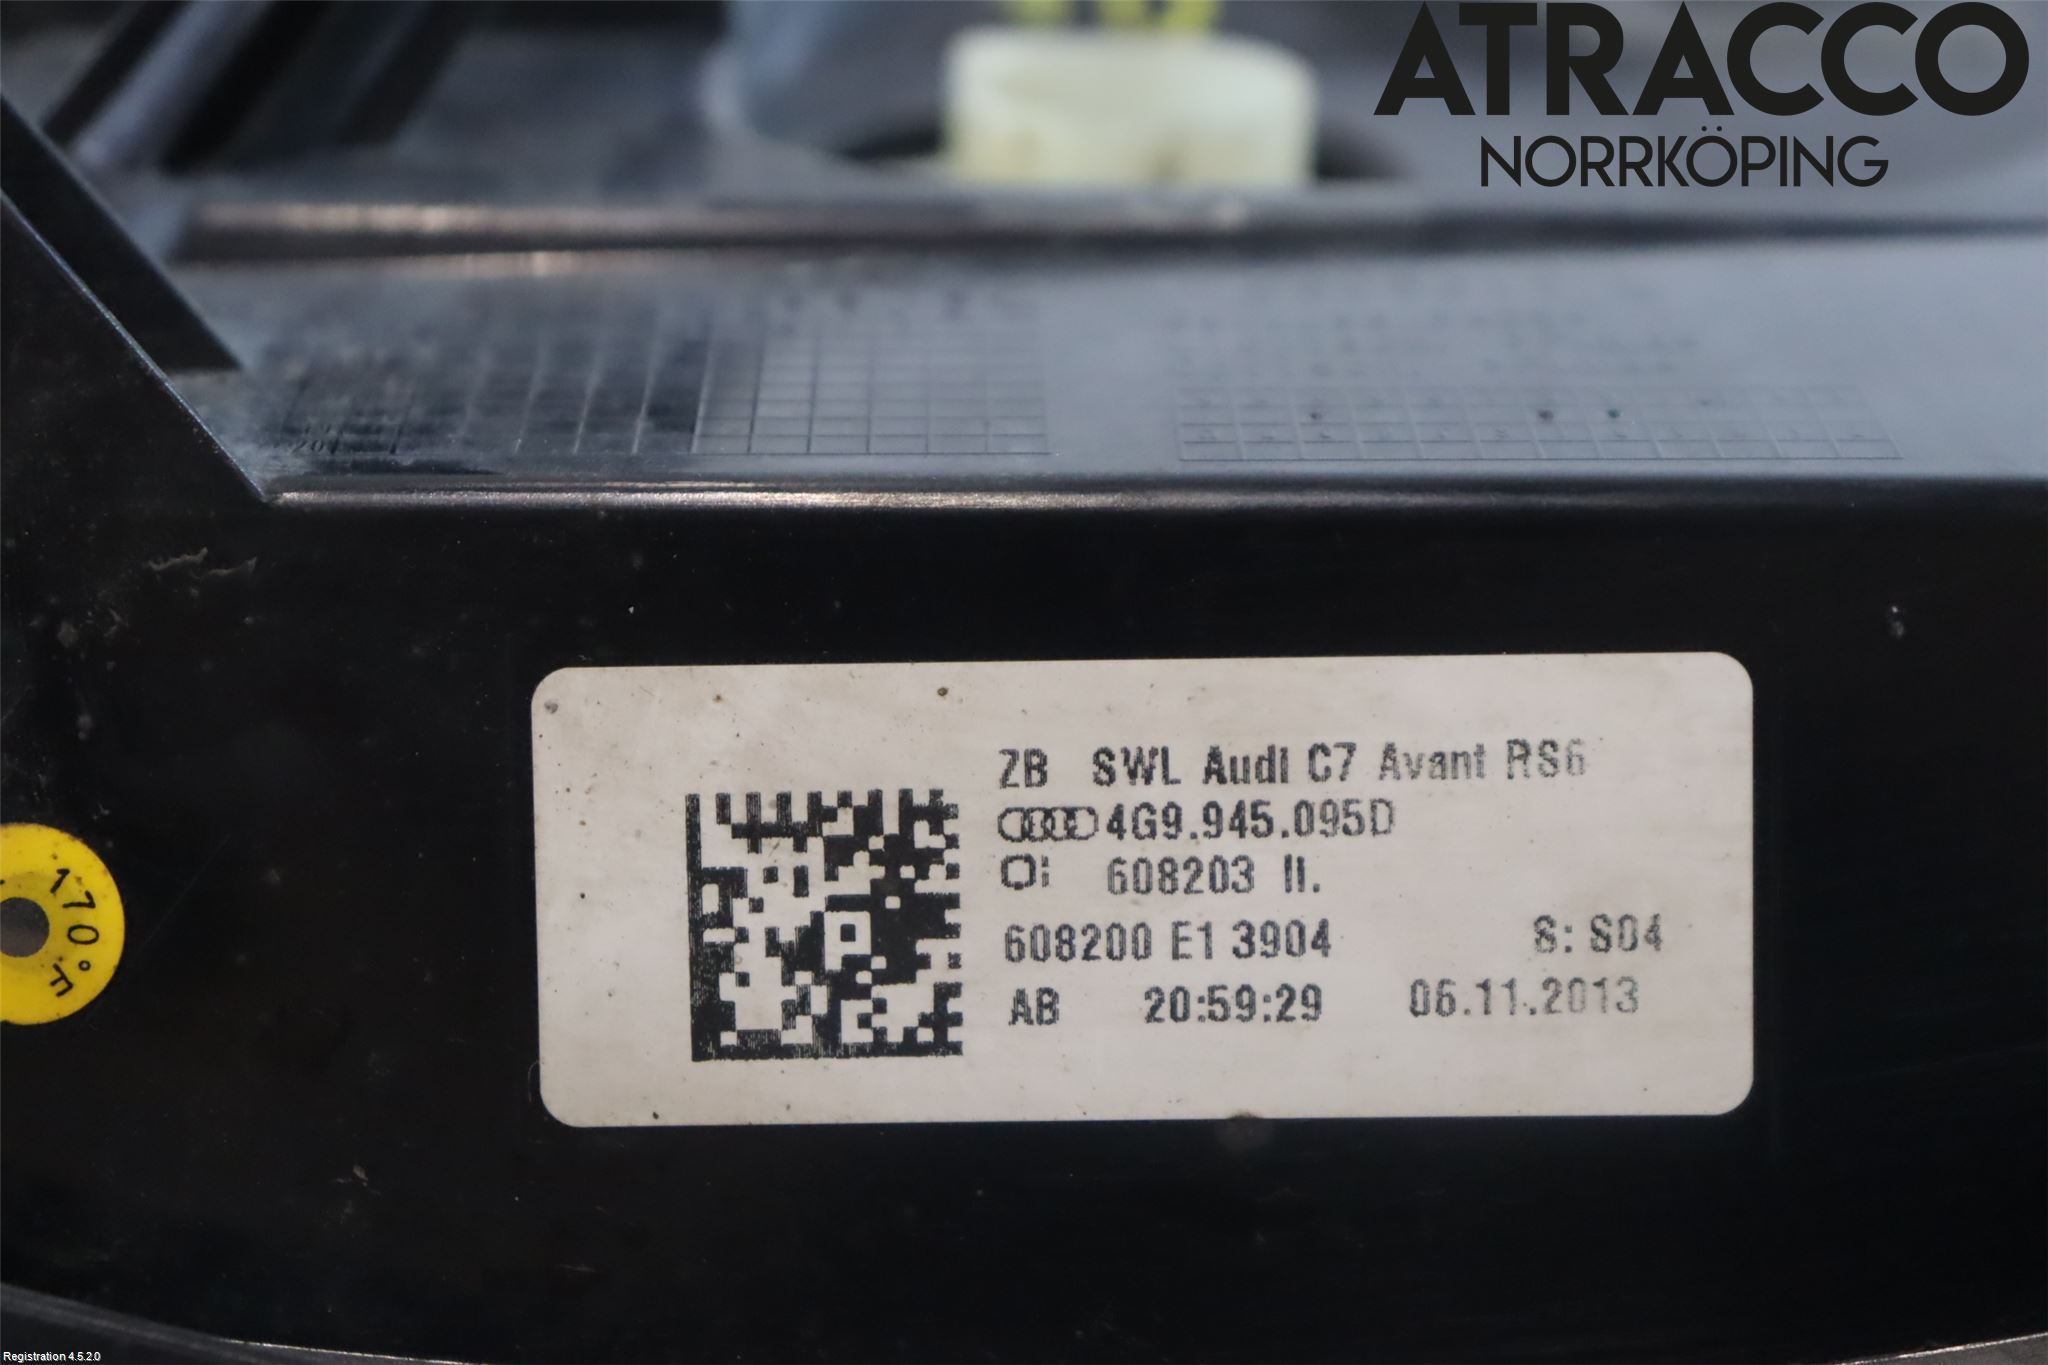 ATRACCO
NORRKÖPING
ZB SWL Audi C7 Avant RS6
4G9.945.095D
608203 II.
608200 E1 3904 S: S04
AB 20:59:29 06.11.2013
170°
Registration 4.5.2.0